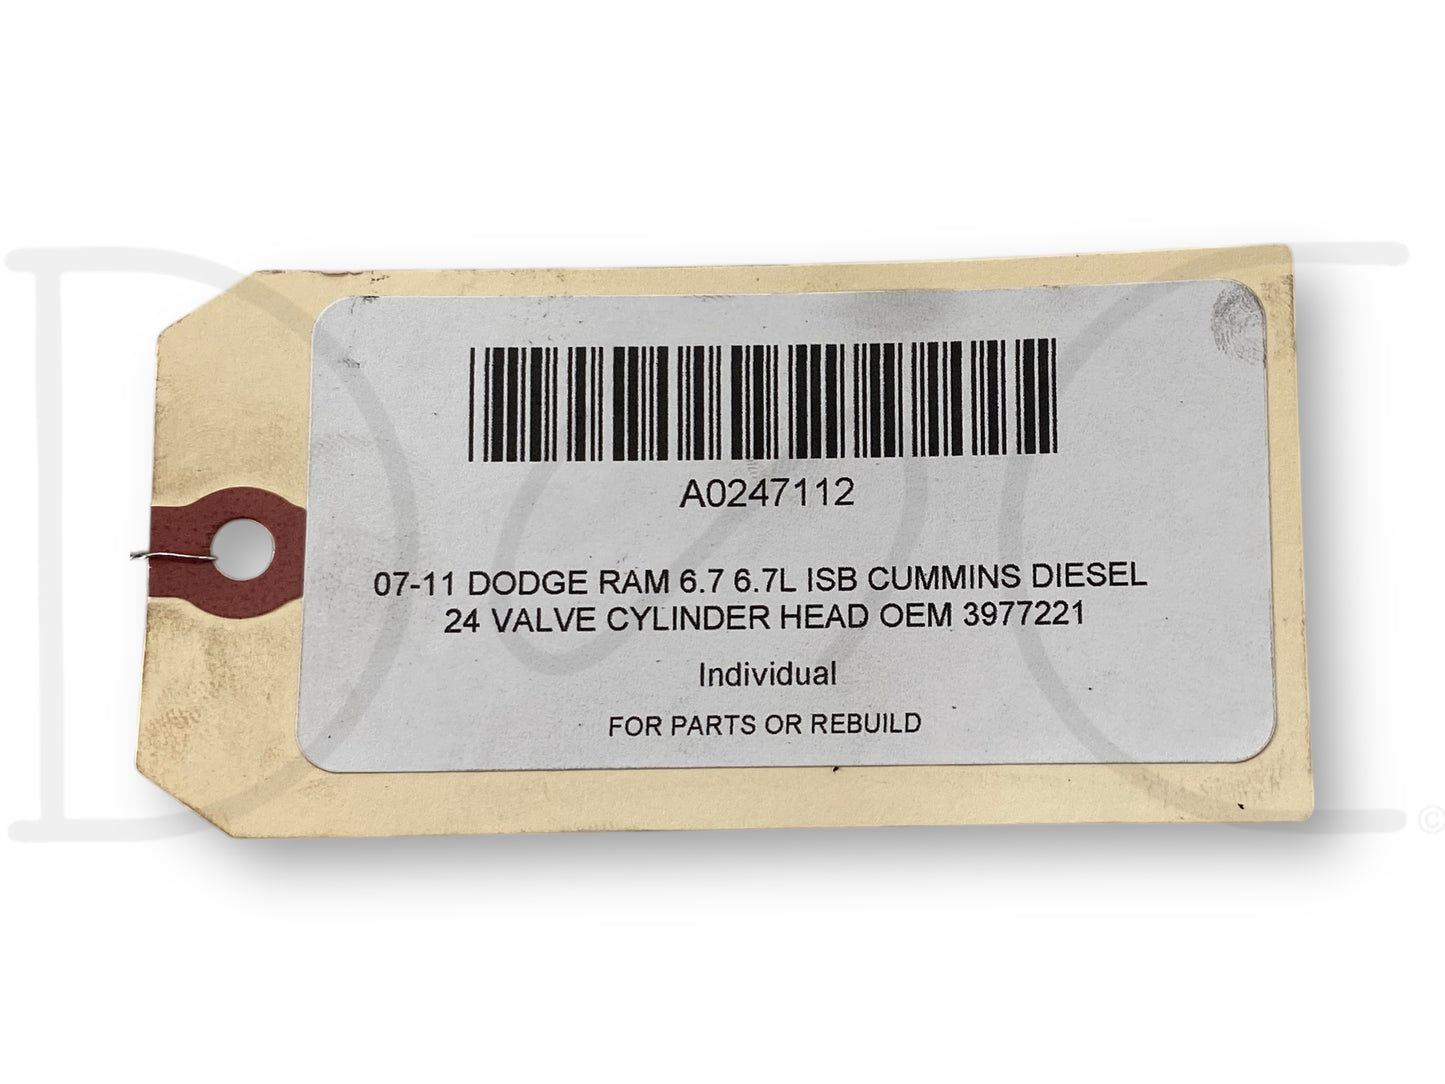 A0247112
07-11 DODGE RAM 6.7 6.7L ISB CUMMINS DIESEL
24 VALVE CYLINDER HEAD OEM 3977221
Individual
FOR PARTS OR REBUILD
D C ©